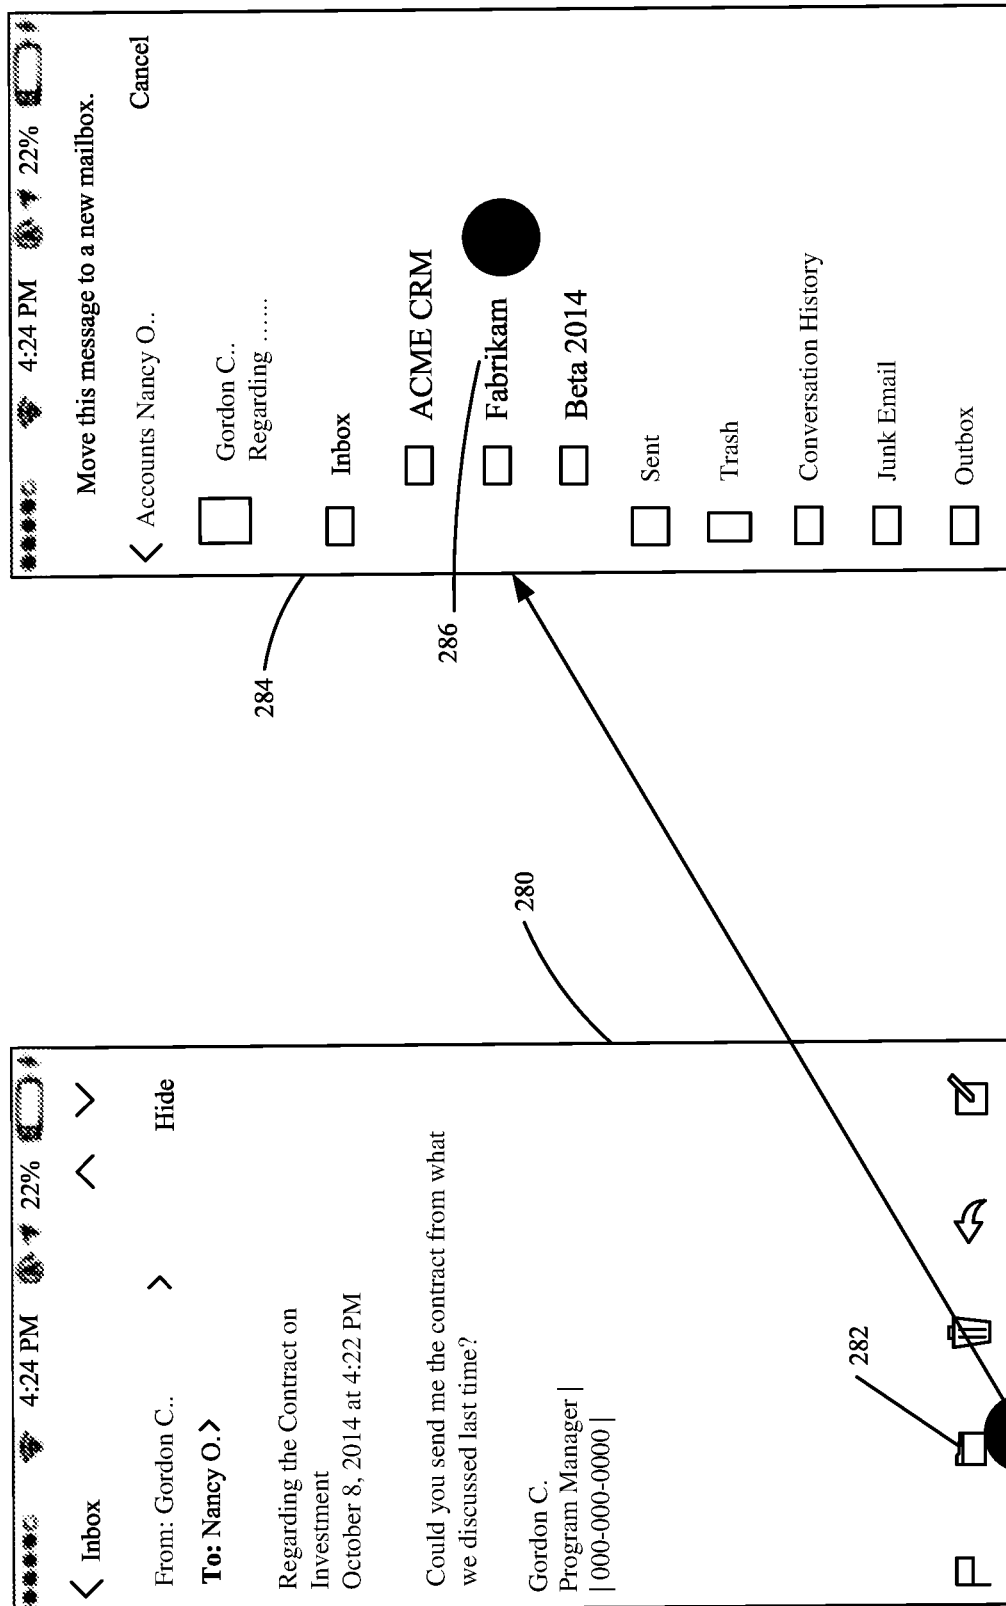 4:24 PM 22%
< Inbox
From: Gordon C.. >
Hide
To: Nancy O.>
Regarding the Contract on
Investment
October 8, 2014 at 4:22 PM
Could you send me the contract from what
we discussed last time?
Gordon C.
Program Manager |
| 000-000-0000 |
282
280
4:24 PM 22%
Move this message to a new mailbox.
< Accounts Nancy O..
Cancel
Gordon C..
Regarding ......
Inbox
ACME CRM
Fabrikam
Beta 2014
Sent
Trash
Conversation History
Junk Email
Outbox
284
286